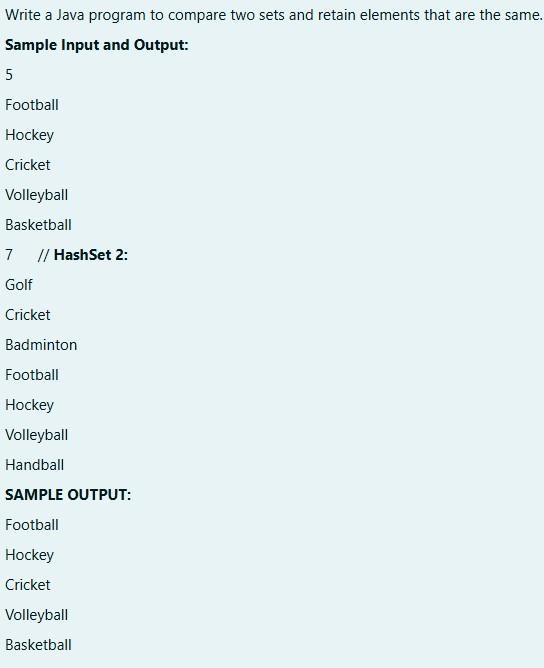 Write a Java program to compare two sets and retain elements that are the same.
Sample Input and Output:
5
Football
Hockey
Cricket
Volleyball
Basketball
7 // HashSet 2:
Golf
Cricket
Badminton
Football
Hockey
Volleyball
Handball
SAMPLE OUTPUT:
Football
Hockey
Cricket
Volleyball
Basketball